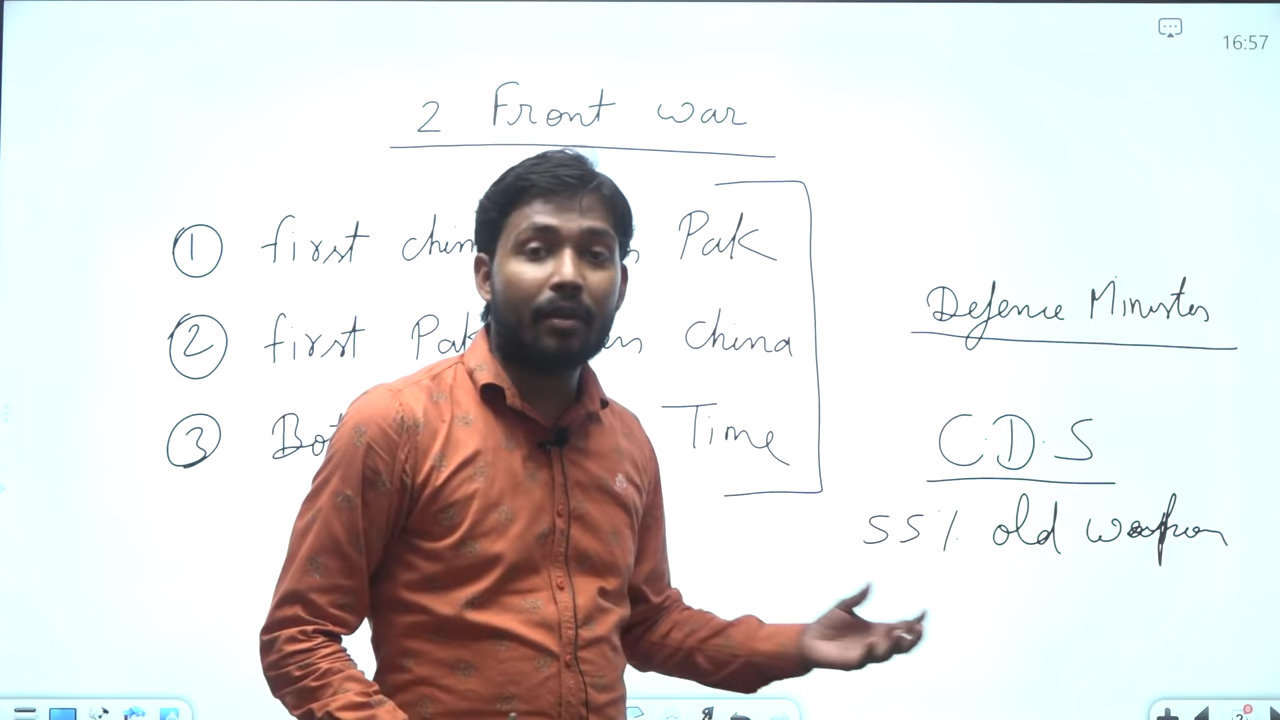 16:57
2 Front war
1 first chin Pak
2 first Pak China
3 Bot Time
Defence Minister
C.D.S
55% old weapon